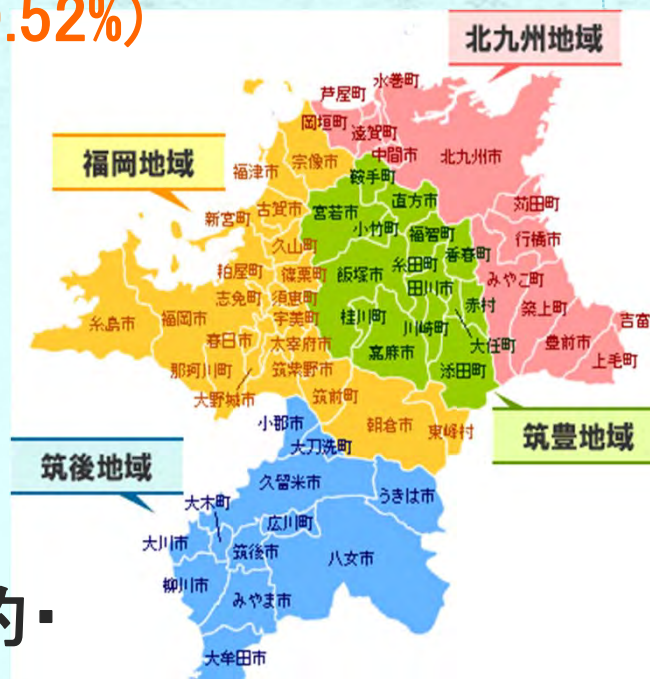 .52%)
北九州地域
水巻町
芦屋町
岡垣町
遠賀町
中間市
北九州市
福岡地域
福津市
宗像市
鞍手町
直方市
苅田町
新宮町
古賀市
宮若市
小竹町
福智町
行橋市
久山町
香春町
粕屋町
篠栗町
飯塚市
糸田町
みやこ町
志免町
須恵町
田川市
赤村
築上町
糸島市
福岡市
宇美町
桂川町
川崎町
吉富
春日市
太宰府市
嘉麻市
大任町
豊前市
上毛町
那珂川町
筑紫野市
添田町
大野城市
筑前町
小郡市
朝倉市
東峰村
筑豊地域
大刀洗町
筑後地域
久留米市
うきは市
大木町
広川町
大川市
筑後市
八女市
柳川市
みやま市
的・
大牟田市